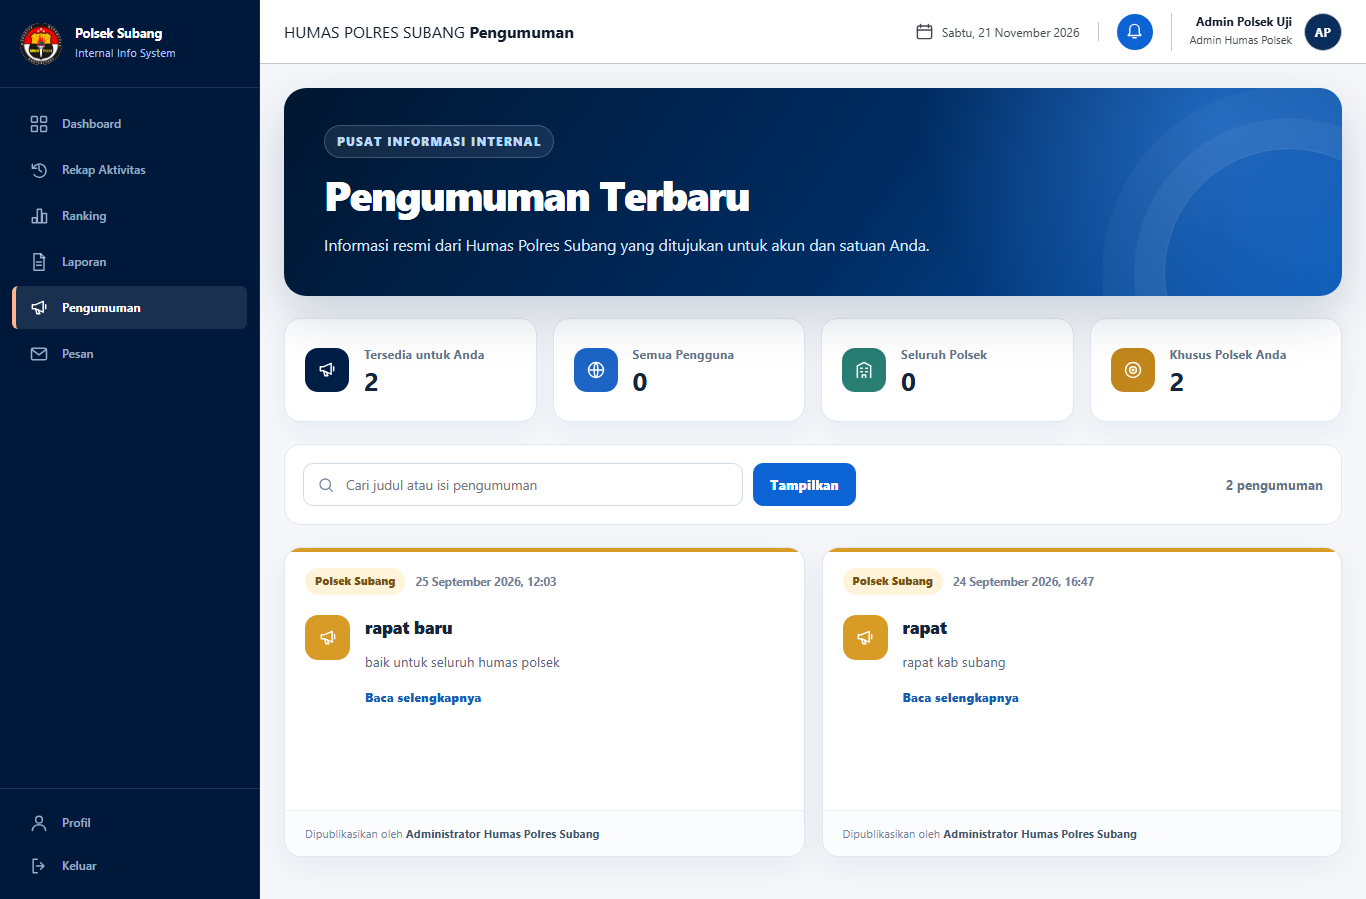 Polsek Subang
Internal Info System
Dashboard
Rekap Aktivitas
Ranking
Laporan
Pengumuman
Pesan
Profil
Keluar
HUMAS POLRES SUBANG Pengumuman
Sabtu, 21 November 2026
Admin Polsek Uji
Admin Humas Polsek
AP
PUSAT INFORMASI INTERNAL
Pengumuman Terbaru
Informasi resmi dari Humas Polres Subang yang ditujukan untuk akun dan satuan Anda.
Tersedia untuk Anda
2
Semua Pengguna
0
Seluruh Polsek
0
Khusus Polsek Anda
2
Cari judul atau isi pengumuman
Tampilkan
2 pengumuman
Polsek Subang 25 September 2026, 12:03
rapat baru
baik untuk seluruh humas polsek
Baca selengkapnya
Dipublikasikan oleh Administrator Humas Polres Subang
Polsek Subang 24 September 2026, 16:47
rapat
rapat kab subang
Baca selengkapnya
Dipublikasikan oleh Administrator Humas Polres Subang